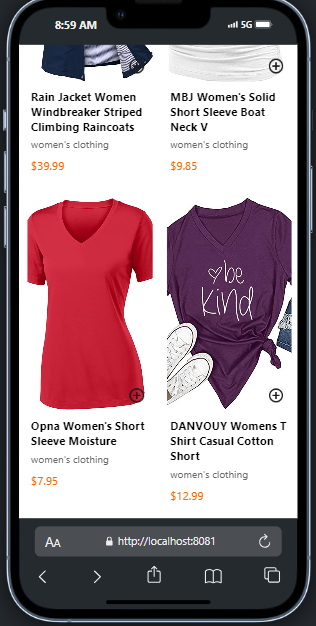 8:59 AM
5G
Rain Jacket Women
Windbreaker Striped
Climbing Raincoats
women's clothing
$39.99
MBJ Women's Solid
Short Sleeve Boat
Neck V
women's clothing
$9.85
be
kind
Opna Women's Short
Sleeve Moisture
women's clothing
$7.95
DANVOUY Womens T
Shirt Casual Cotton
Short
women's clothing
$12.99
AA
http://localhost:8081